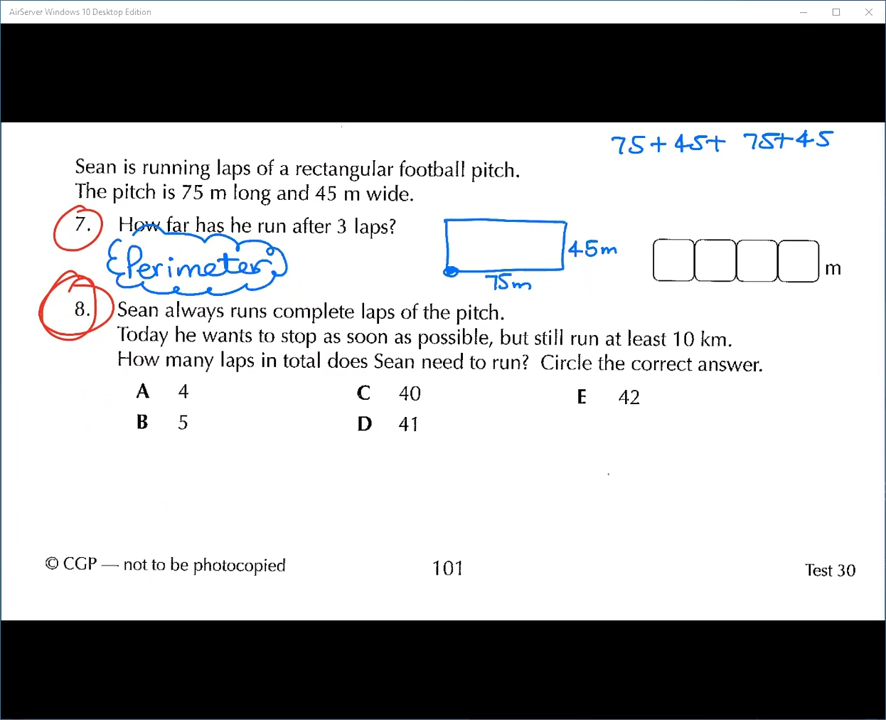 AirServer Windows 10 Desktop Edition
75 + 45 + 75 + 45
Sean is running laps of a rectangular football pitch.
The pitch is 75 m long and 45 m wide.
7. How far has he run after 3 laps?
45m
m
Perimeter
75m
8. Sean always runs complete laps of the pitch.
Today he wants to stop as soon as possible, but still run at least 10 km.
How many laps in total does Sean need to run? Circle the correct answer.
A 4 C 40 E 42
B 5 D 41
© CGP — not to be photocopied 101 Test 30